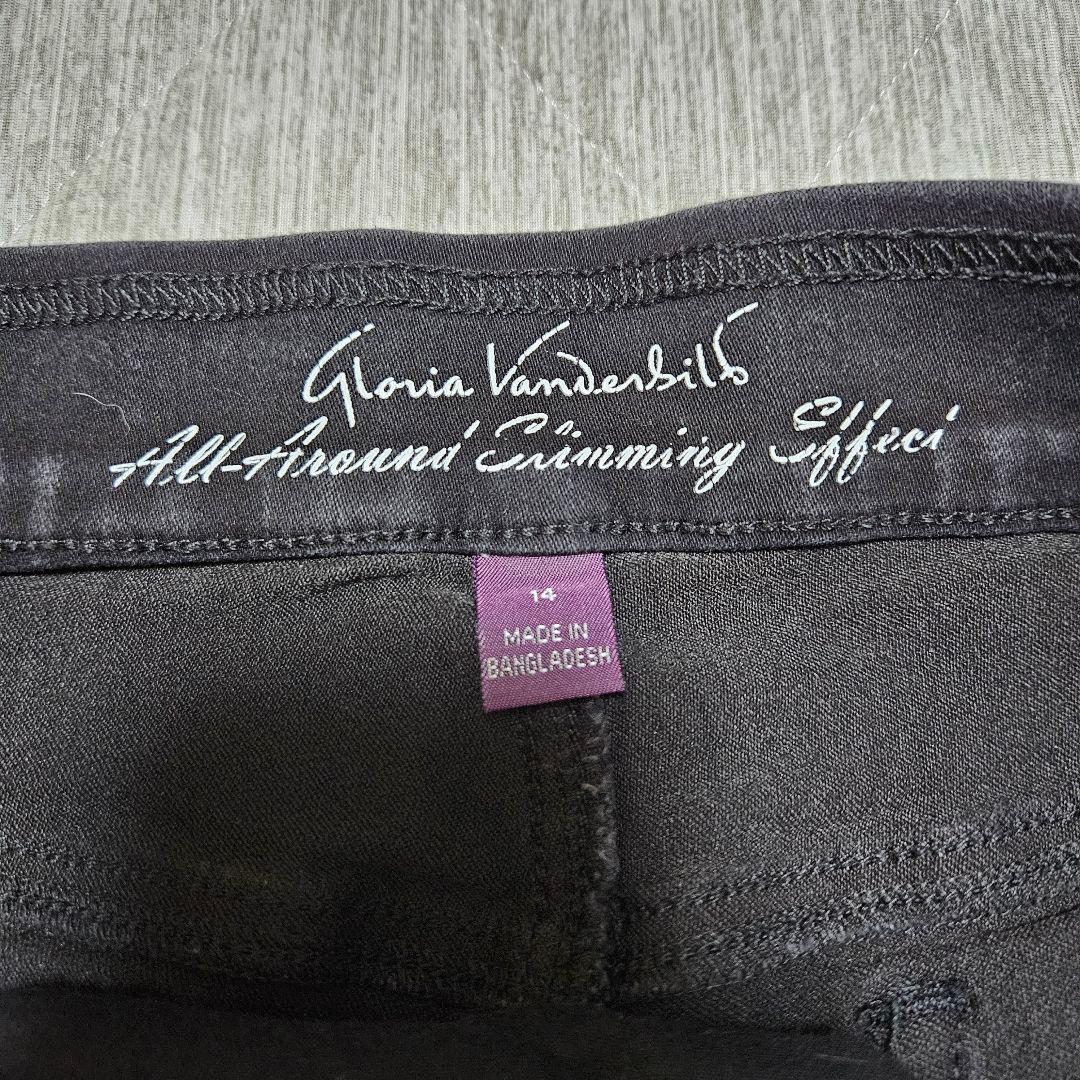 Gloria Vanderbilt
All-Around Slimming Effect
14
MADE IN
BANGLADESH